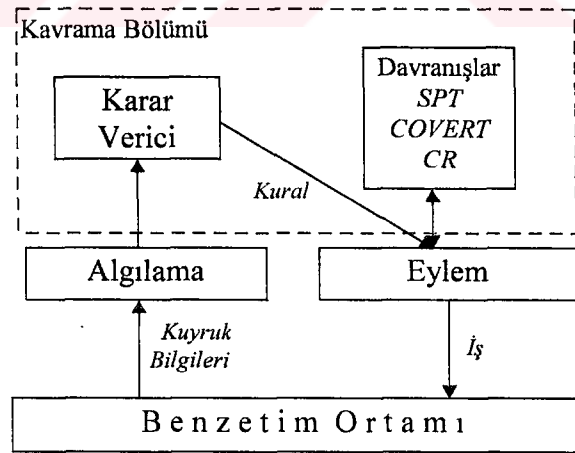 Kavrama Bölümü
Karar
Verici
Davranışlar
SPT
COVERT
CR
Kural
Algılama
Eylem
Kuyruk
Bilgileri
İş
Benzetim Ortamı